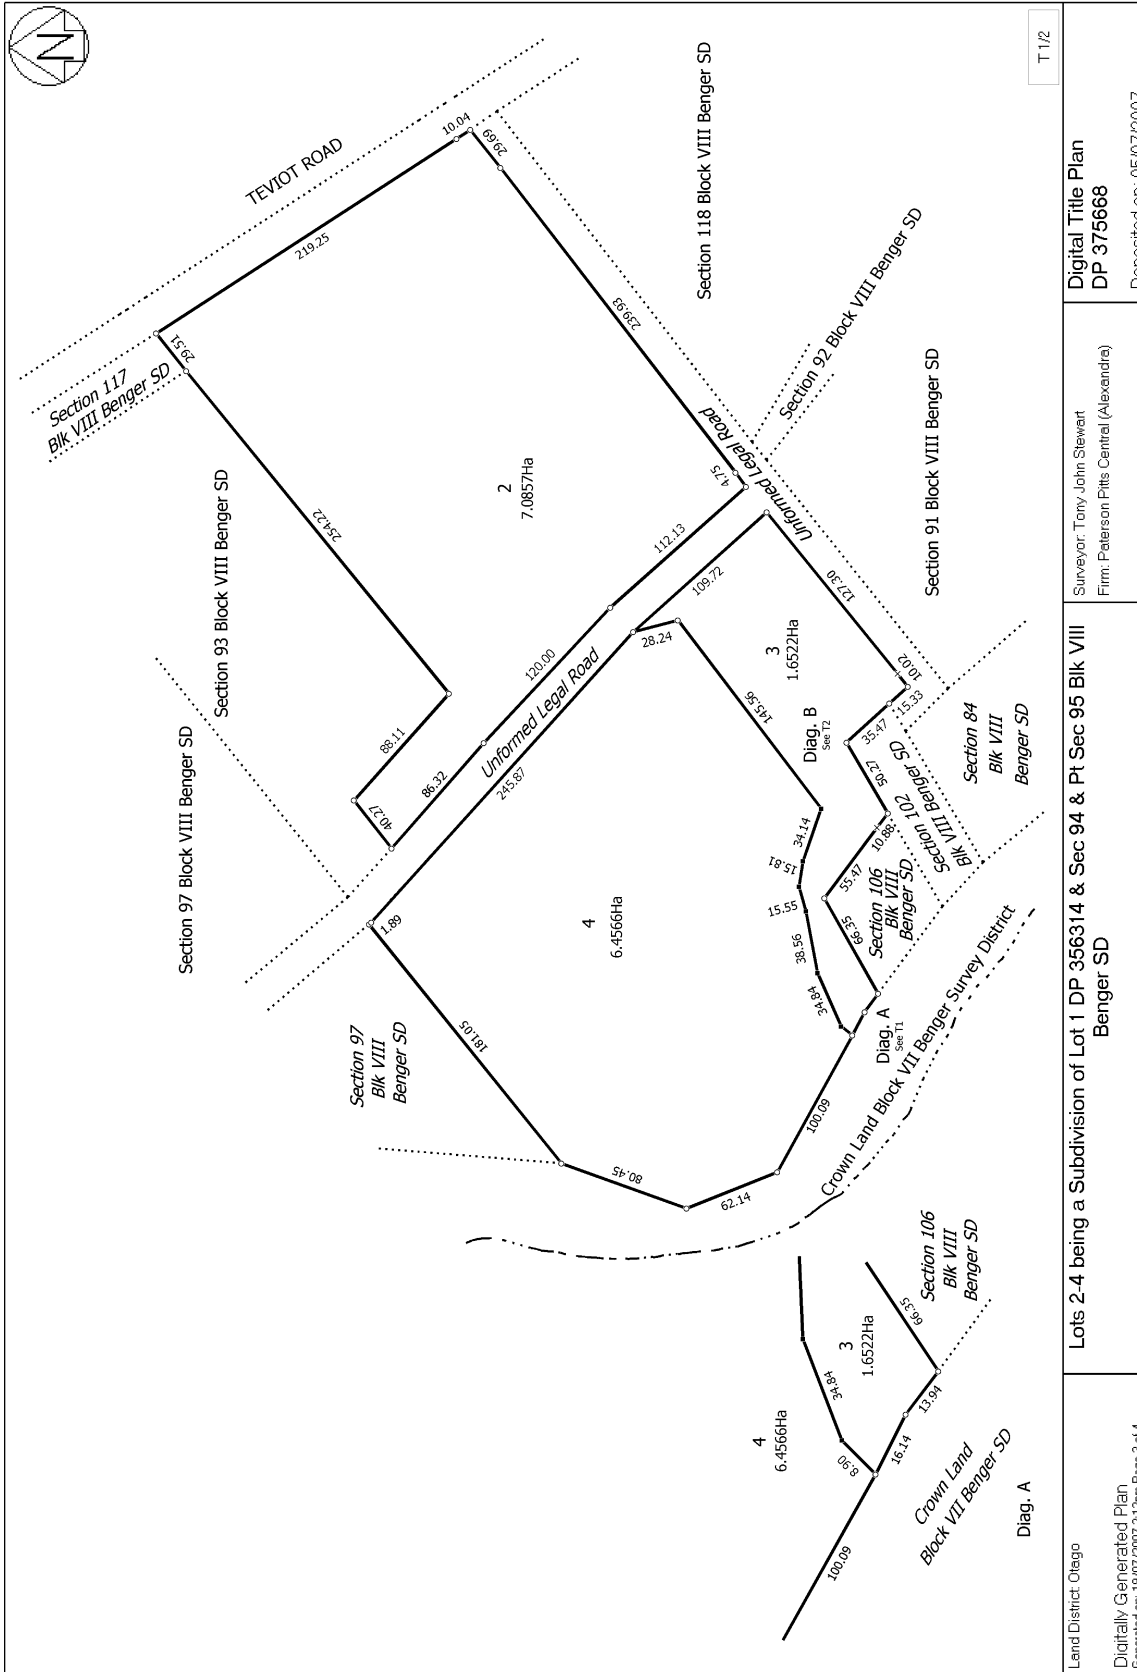 N
T 1/2
TEVIOT ROAD
10.04
29.69
219.25
29.51
Section 117
Blk VIII Benger SD
Section 118 Block VIII Benger SD
239.93
Section 92 Block VIII Benger SD
Section 93 Block VIII Benger SD
254.22
2
7.0857Ha
4.75
Unformed Legal Road
Section 91 Block VIII Benger SD
112.13
109.72
127.30
120.00
Unformed Legal Road
28.24
3
1.6522Ha
10.02
15.33
88.11
86.32
40.27
245.87
145.56
Diag. B
See T2
35.47
50.27
Section 84
Blk VIII
Benger SD
Section 102
Blk VIII Benger SD
10.88
Section 97 Block VIII Benger SD
1.89
4
6.4566Ha
34.14
15.81
15.55
38.56
34.84
55.47
66.35
Section 106
Blk VIII
Benger SD
Section 97
Blk VIII
Benger SD
181.05
Diag. A
See T1
100.09
80.45
62.14
Crown Land Block VII Benger Survey District
Section 106
Blk VIII
Benger SD
66.35
3
1.6522Ha
34.84
4
6.4566Ha
8.90
13.94
16.14
100.09
Crown Land
Block VII Benger SD
Diag. A
Land District: Otago
Digitally Generated Plan
Lots 2-4 being a Subdivision of Lot 1 DP 356314 & Sec 94 & Pt Sec 95 Blk VIII
Benger SD
Surveyor: Tony John Stewart
Firm: Paterson Pitts Central (Alexandra)
Digital Title Plan
DP 375668
Deposited on: 05/07/2007